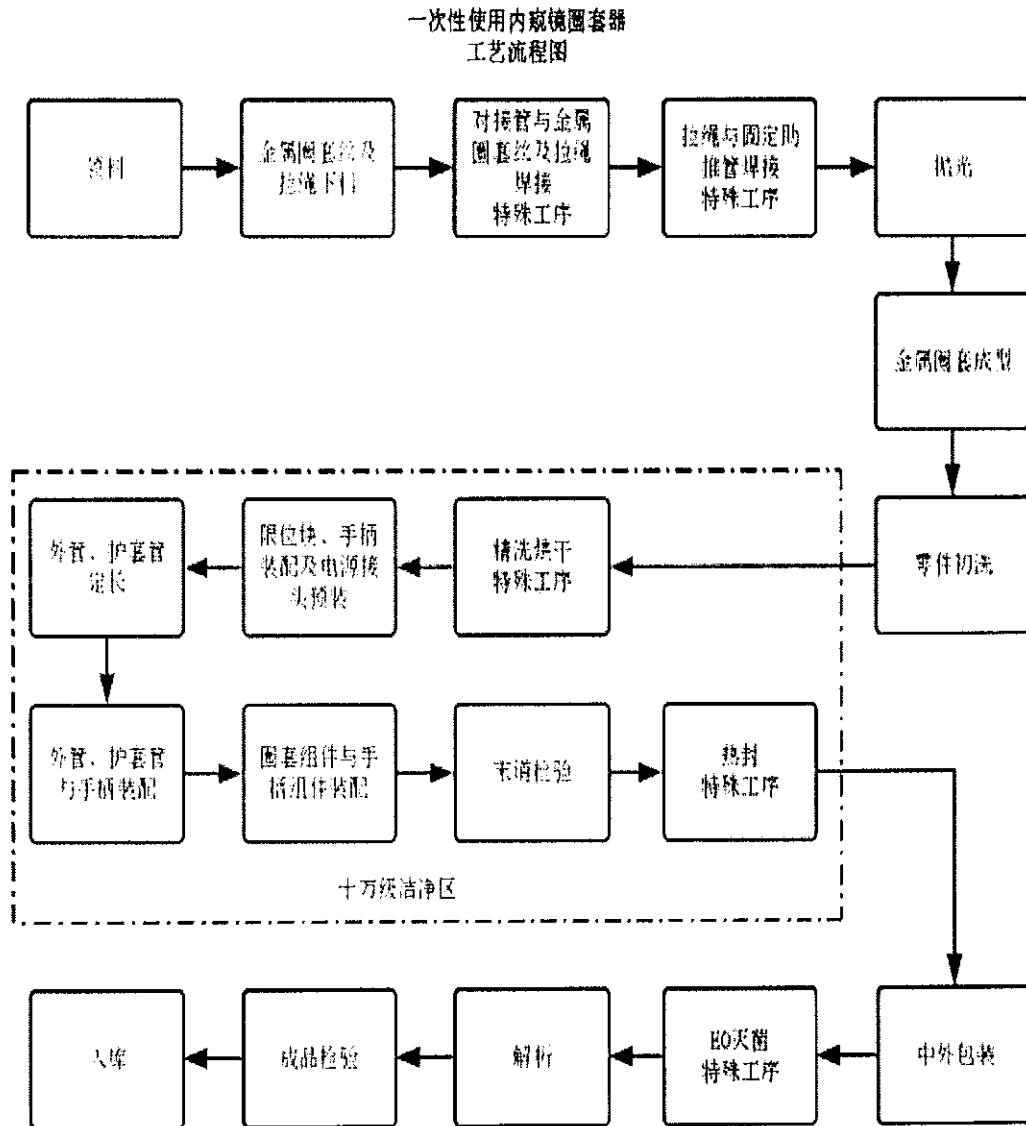 一次性使用内窥镜圈套器
工艺流程图
领料
金属圈套丝及
拉绳下料
对接管与金属
圈套丝及拉绳
焊接
特殊工序
拉绳与固定助
推管焊接
特殊工序
抛光
金属圈套成型
零件初洗
精洗烘干
特殊工序
限位块、手柄
装配及电源接
头预装
外管、护套管
定长
外管、护套管
与手柄装配
圈套组件与手
柄组件装配
末道检验
热封
特殊工序
十万级洁净区
中外包装
EO灭菌
特殊工序
解析
成品检验
入库